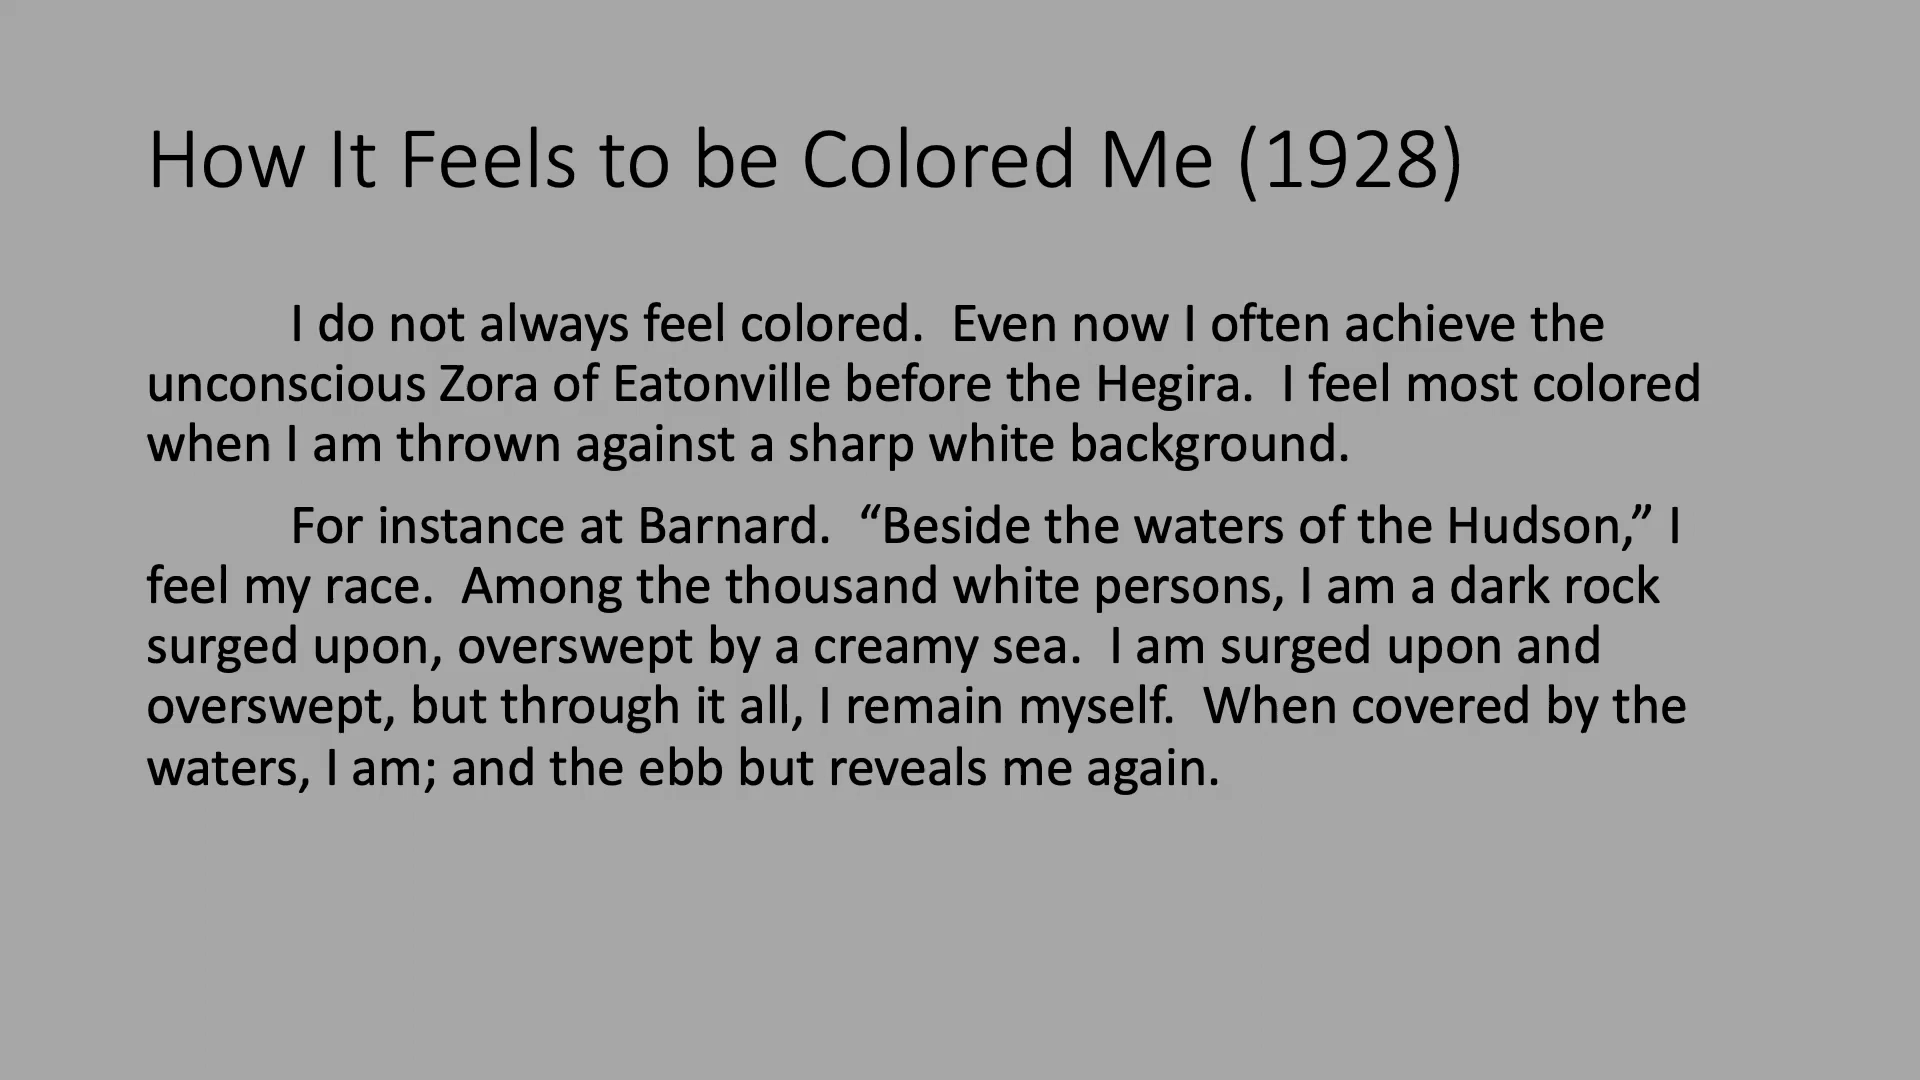 How It Feels to be Colored Me (1928)
I do not always feel colored.  Even now I often achieve the
unconscious Zora of Eatonville before the Hegira.  I feel most colored
when I am thrown against a sharp white background.
For instance at Barnard.  “Beside the waters of the Hudson,” I
feel my race.  Among the thousand white persons, I am a dark rock
surged upon, overswept by a creamy sea.  I am surged upon and
overswept, but through it all, I remain myself.  When covered by the
waters, I am; and the ebb but reveals me again.